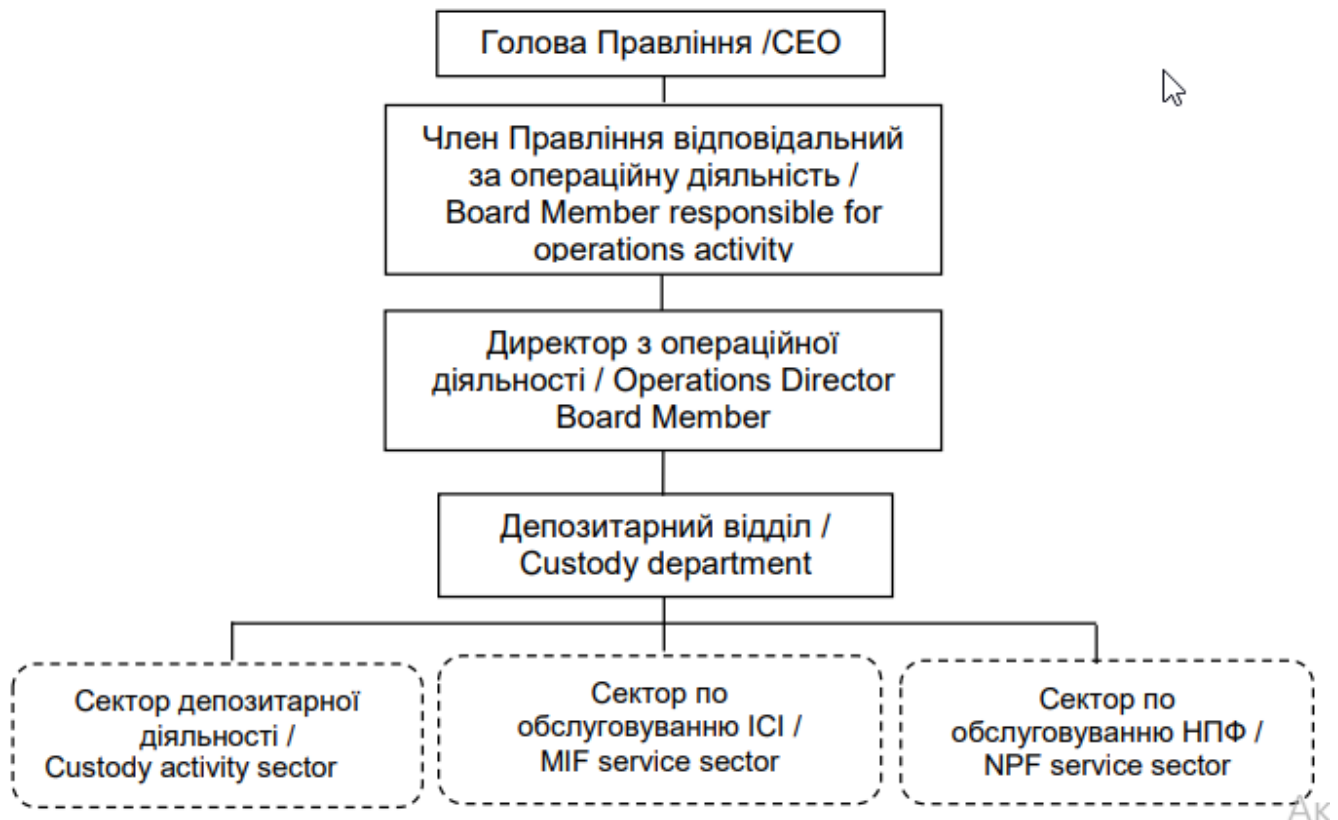 Голова Правління /CEO
Член Правління відповідальний
за операційну діяльність /
Board Member responsible for
operations activity
Директор з операційної
діяльності / Operations Director
Board Member
Депозитарний відділ /
Custody department
Сектор депозитарної
діяльності /
Custody activity sector
Сектор по
обслуговуванню ІСІ /
MIF service sector
Сектор по
обслуговуванню НПФ /
NPF service sector
Ак